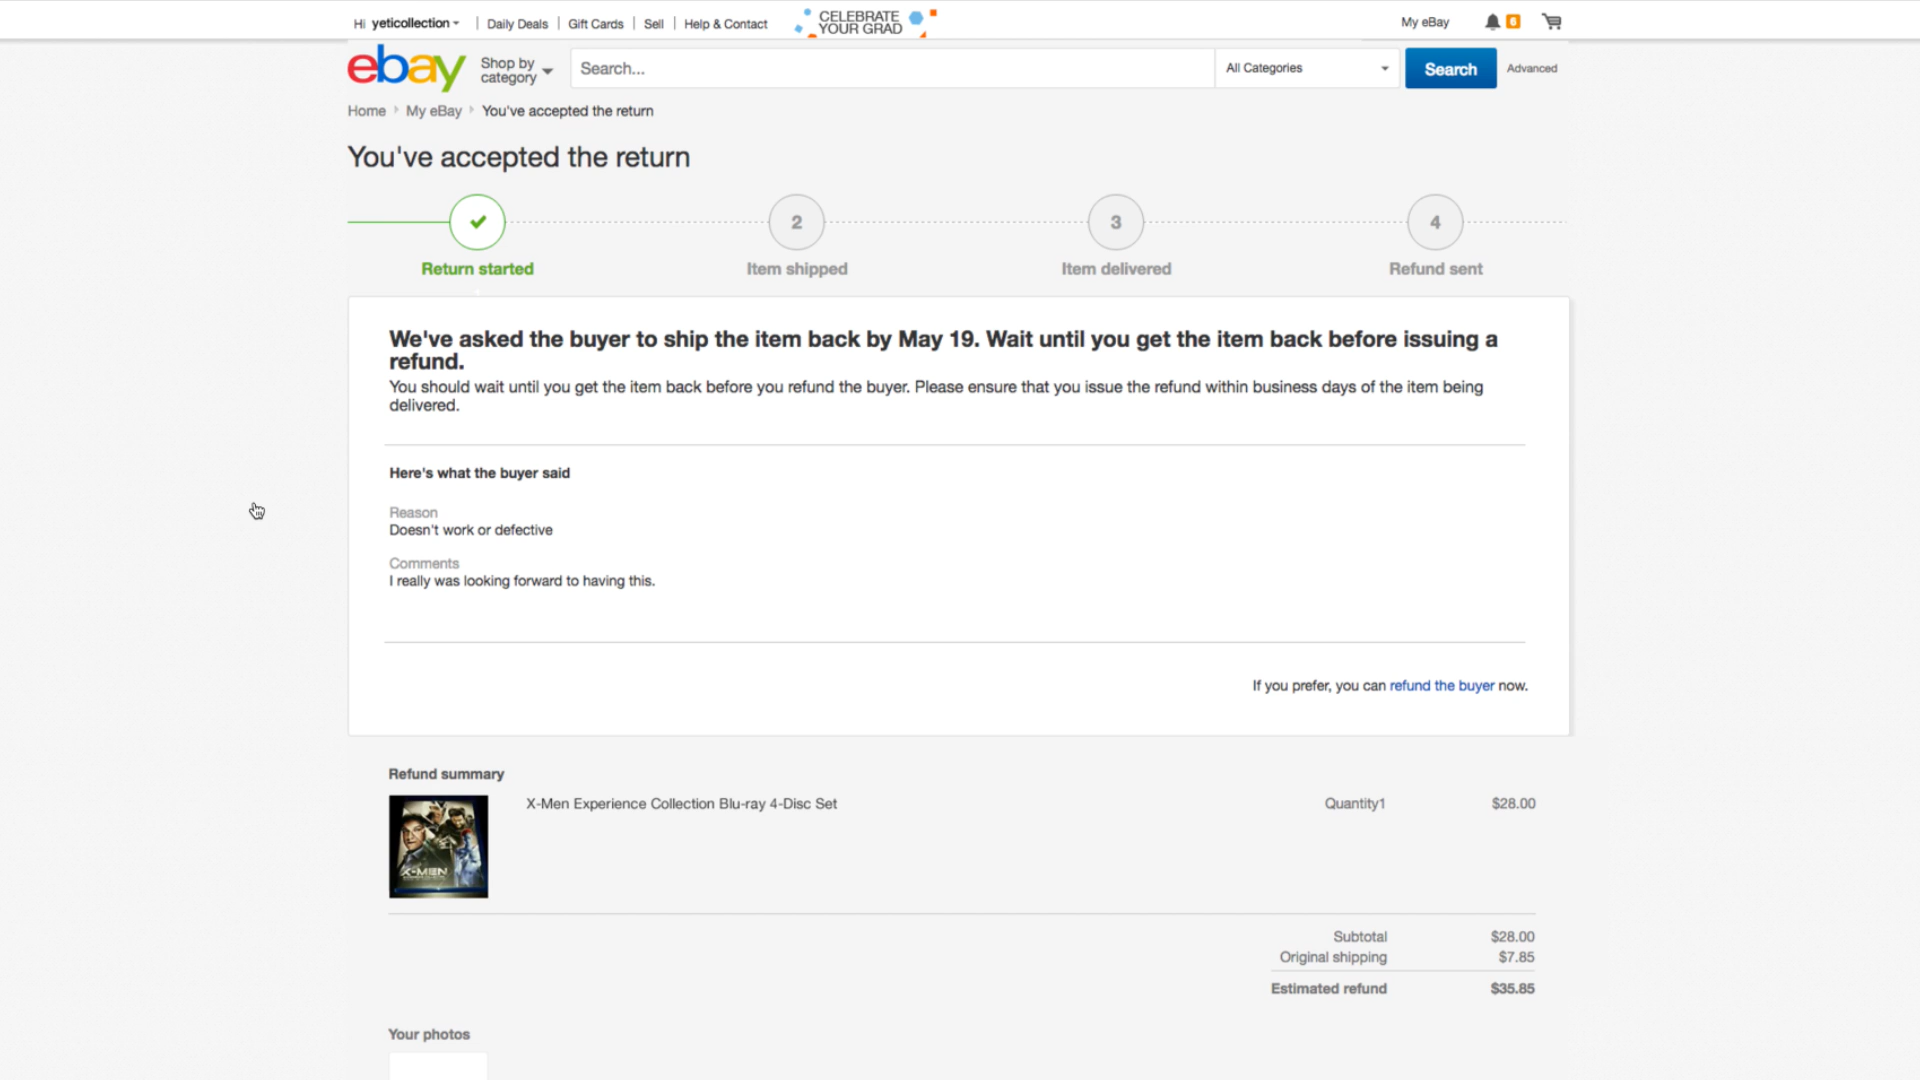 Hi yeticollection
Daily Deals
Gift Cards
Sell
Help & Contact
CELEBRATE
YOUR GRAD
My eBay
6
ebay
Shop by
category
Search...
All Categories
Search
Advanced
Home
My eBay
You've accepted the return
You've accepted the return
2
3
4
Return started
Item shipped
Item delivered
Refund sent
We've asked the buyer to ship the item back by May 19. Wait until you get the item back before issuing a
refund.
You should wait until you get the item back before you refund the buyer. Please ensure that you issue the refund within business days of the item being
delivered.
Here's what the buyer said
Reason
Doesn't work or defective
Comments
I really was looking forward to having this.
If you prefer, you can refund the buyer now.
Refund summary
X-MEN
X-Men Experience Collection Blu-ray 4-Disc Set
Quantity1
$28.00
Subtotal
$28.00
Original shipping
$7.85
Estimated refund
$35.85
Your photos